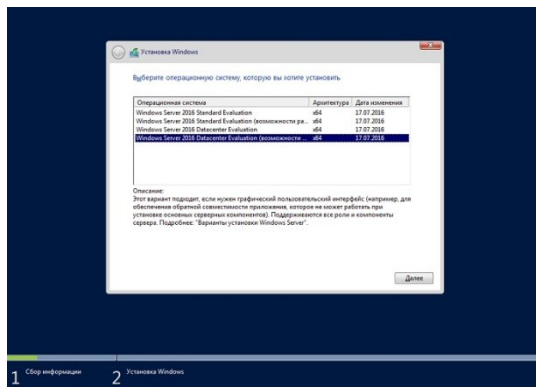 Установка Windows
Выберите операционную систему, которую вы хотите установить
Операционная система Архитектура Дата изменения
Windows Server 2016 Standard Evaluation x64 17.07.2016
Windows Server 2016 Standard Evaluation (возможности ра... x64 17.07.2016
Windows Server 2016 Datacenter Evaluation x64 17.07.2016
Windows Server 2016 Datacenter Evaluation (возможности ... x64 17.07.2016
Описание:
Этот вариант подходит, если нужен графический пользовательский интерфейс (например, для
обеспечения обратной совместимости приложения, которое не может работать при
установке основных серверных компонентов). Поддерживаются все роли и компоненты
сервера. Подробнее: "Варианты установки Windows Server".
Далее
1 Сбор информации 2 Установка Windows